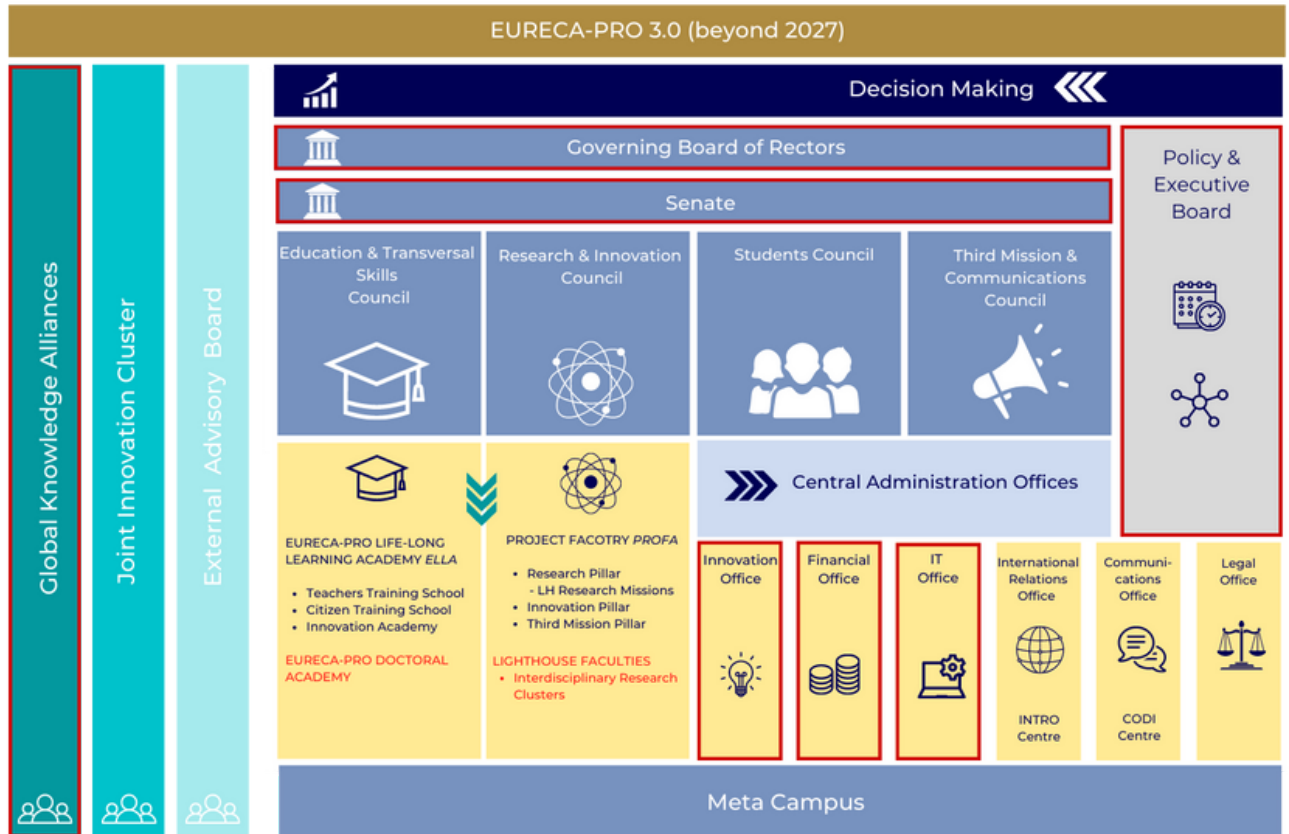 EURECA-PRO 3.0 (beyond 2027)
Global Knowledge Alliances
Joint Innovation Cluster
External Advisory Board
Decision Making
Governing Board of Rectors
Senate
Policy &
Executive
Board
Education & Transversal
Skills
Council
Research & Innovation
Council
Students Council
Third Mission &
Communications
Council
EURECA-PRO LIFE-LONG
LEARNING ACADEMY ELLA
• Teachers Training School
• Citizen Training School
• Innovation Academy
EURECA-PRO DOCTORAL
ACADEMY
PROJECT FACOTRY PROFA
• Research Pillar
- LH Research Missions
• Innovation Pillar
• Third Mission Pillar
LIGHTHOUSE FACULTIES
• Interdisciplinary Research
Clusters
Central Administration Offices
Innovation
Office
Financial
Office
IT
Office
International
Relations
Office
INTRO
Centre
Communi-
cations
Office
CODI
Centre
Legal
Office
Meta Campus